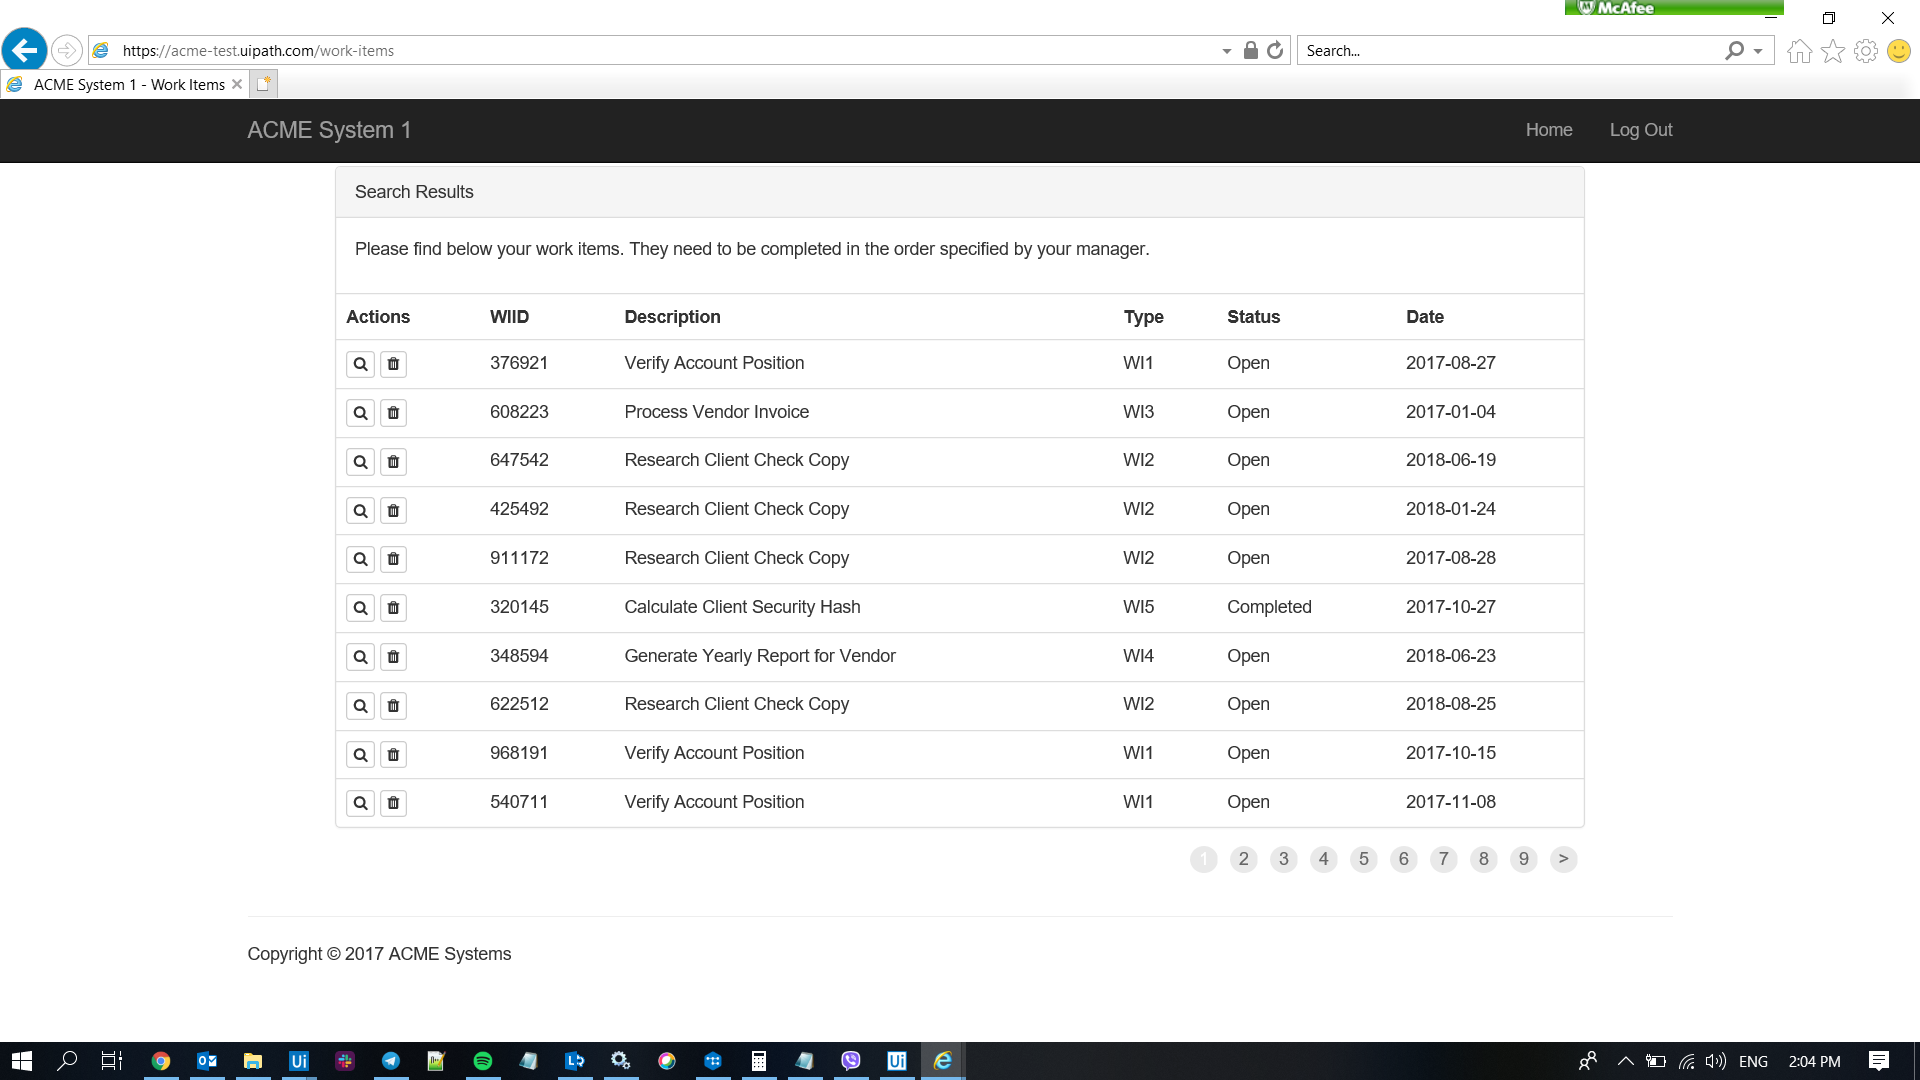 McAfee
https://acme-test.uipath.com/work-items
Search...
ACME System 1 - Work Items
ACME System 1
Home
Log Out
Search Results
Please find below your work items. They need to be completed in the order specified by your manager.
Actions WIID Description Type Status Date
376921 Verify Account Position WI1 Open 2017-08-27
608223 Process Vendor Invoice WI3 Open 2017-01-04
647542 Research Client Check Copy WI2 Open 2018-06-19
425492 Research Client Check Copy WI2 Open 2018-01-24
911172 Research Client Check Copy WI2 Open 2017-08-28
320145 Calculate Client Security Hash WI5 Completed 2017-10-27
348594 Generate Yearly Report for Vendor WI4 Open 2018-06-23
622512 Research Client Check Copy WI2 Open 2018-08-25
968191 Verify Account Position WI1 Open 2017-10-15
540711 Verify Account Position WI1 Open 2017-11-08
1 2 3 4 5 6 7 8 9 >
Copyright © 2017 ACME Systems
Ui
Ui
ENG
2:04 PM